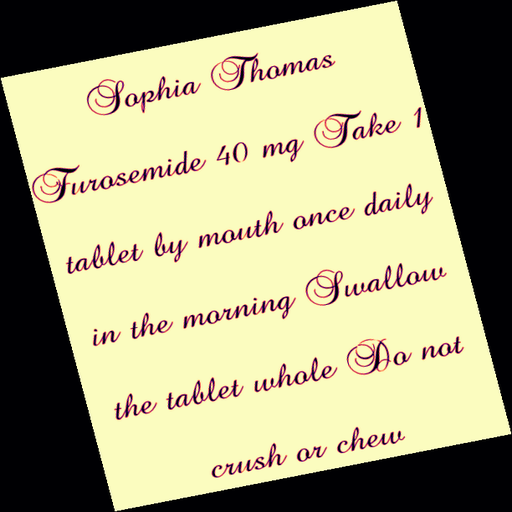 Sophia Thomas
Furosemide 40 mg Take 1
tablet by mouth once daily
in the morning Swallow
the tablet whole Do not
crush or chew